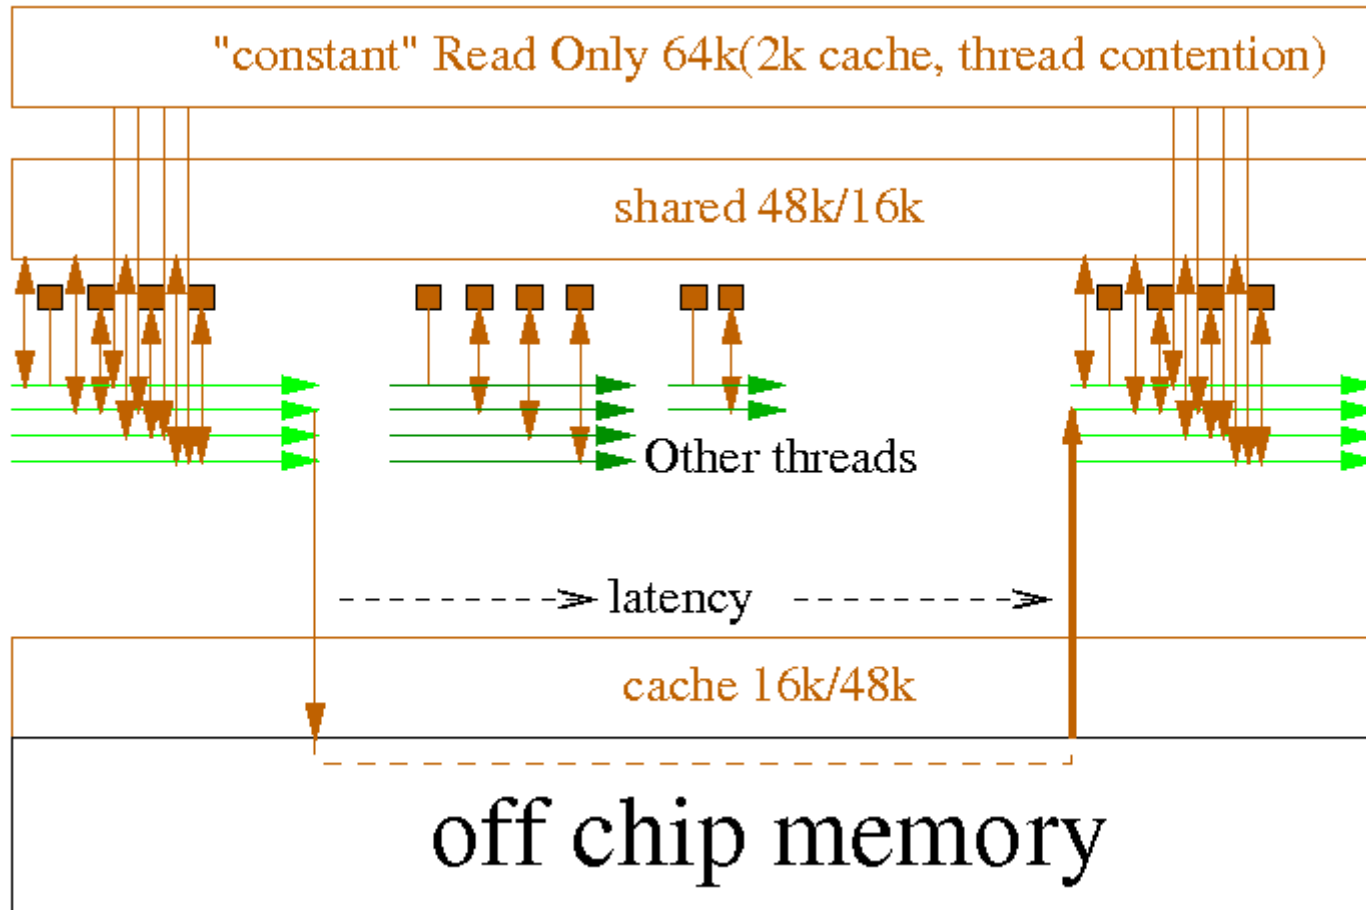 "constant" Read Only 64k(2k cache, thread contention)
shared 48k/16k
Other threads
latency
cache 16k/48k
off chip memory